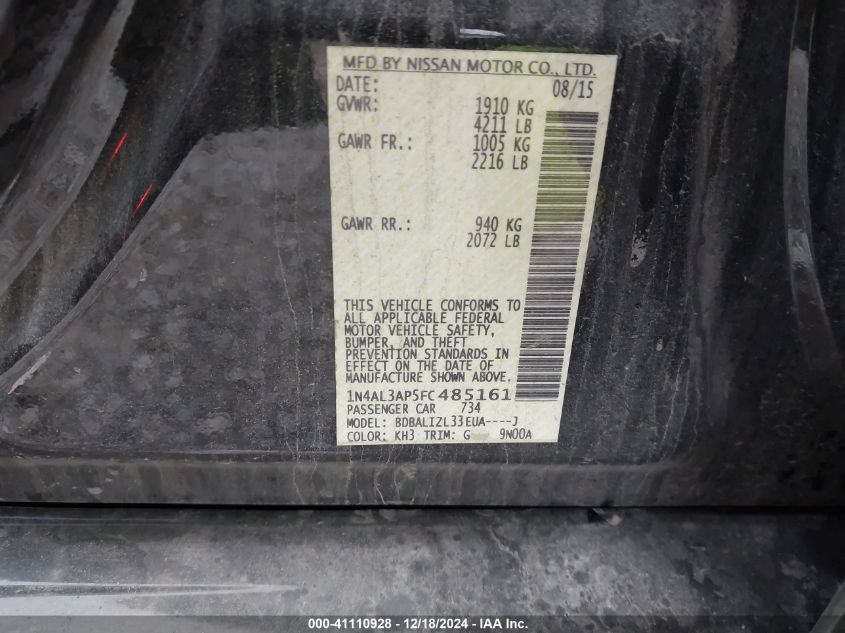 MFD BY NISSAN MOTOR CO., LTD.
DATE: 08/15
GVWR: 1910 KG
4211 LB
GAWR FR.: 1005 KG
2216 LB
GAWR RR.: 940 KG
2072 LB
THIS VEHICLE CONFORMS TO
ALL APPLICABLE FEDERAL
MOTOR VEHICLE SAFETY,
BUMPER, AND THEFT
PREVENTION STANDARDS IN
EFFECT ON THE DATE OF
MANUFACTURE SHOWN ABOVE.
1N4AL3AP5FC485161
PASSENGER CAR 734
MODEL: BDBALIZL33EUA----J
COLOR: KH3 TRIM: G 9N00A
000-41110928 - 12/18/2024 - IAAI.com